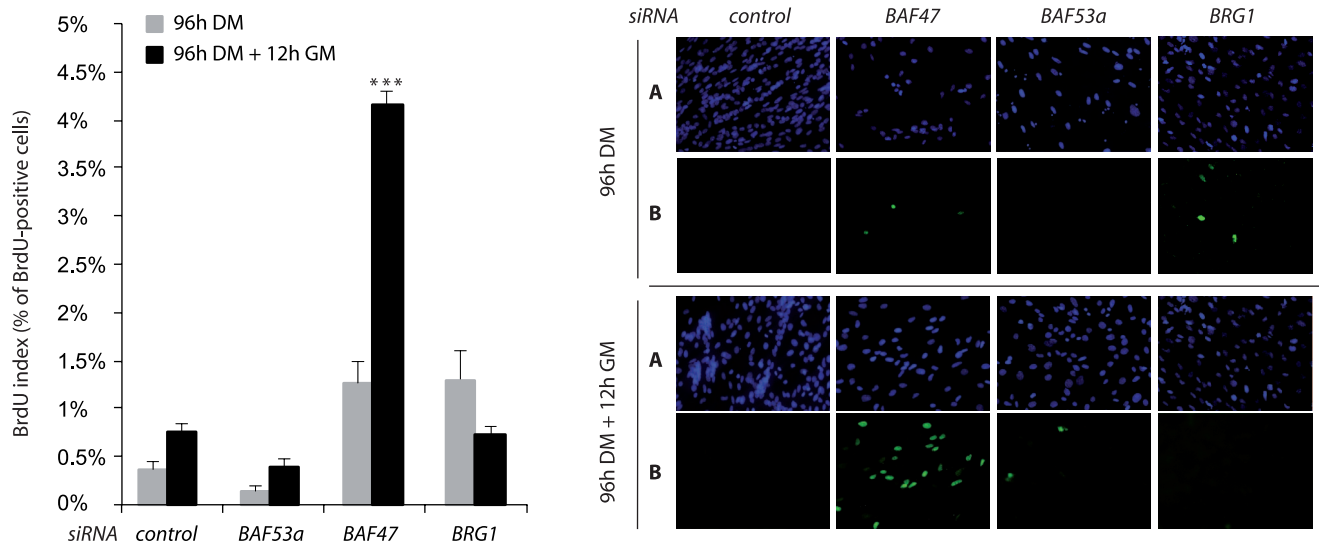 BrdU index (% of BrdU-positive cells)
5%
4.5%
4%
3.5%
3%
2.5%
2%
1.5%
1%
0.5%
0%
96h DM
96h DM + 12h GM
***
siRNA control BAF53a BAF47 BRG1
siRNA control BAF47 BAF53a BRG1
96h DM
A
B
96h DM + 12h GM
A
B